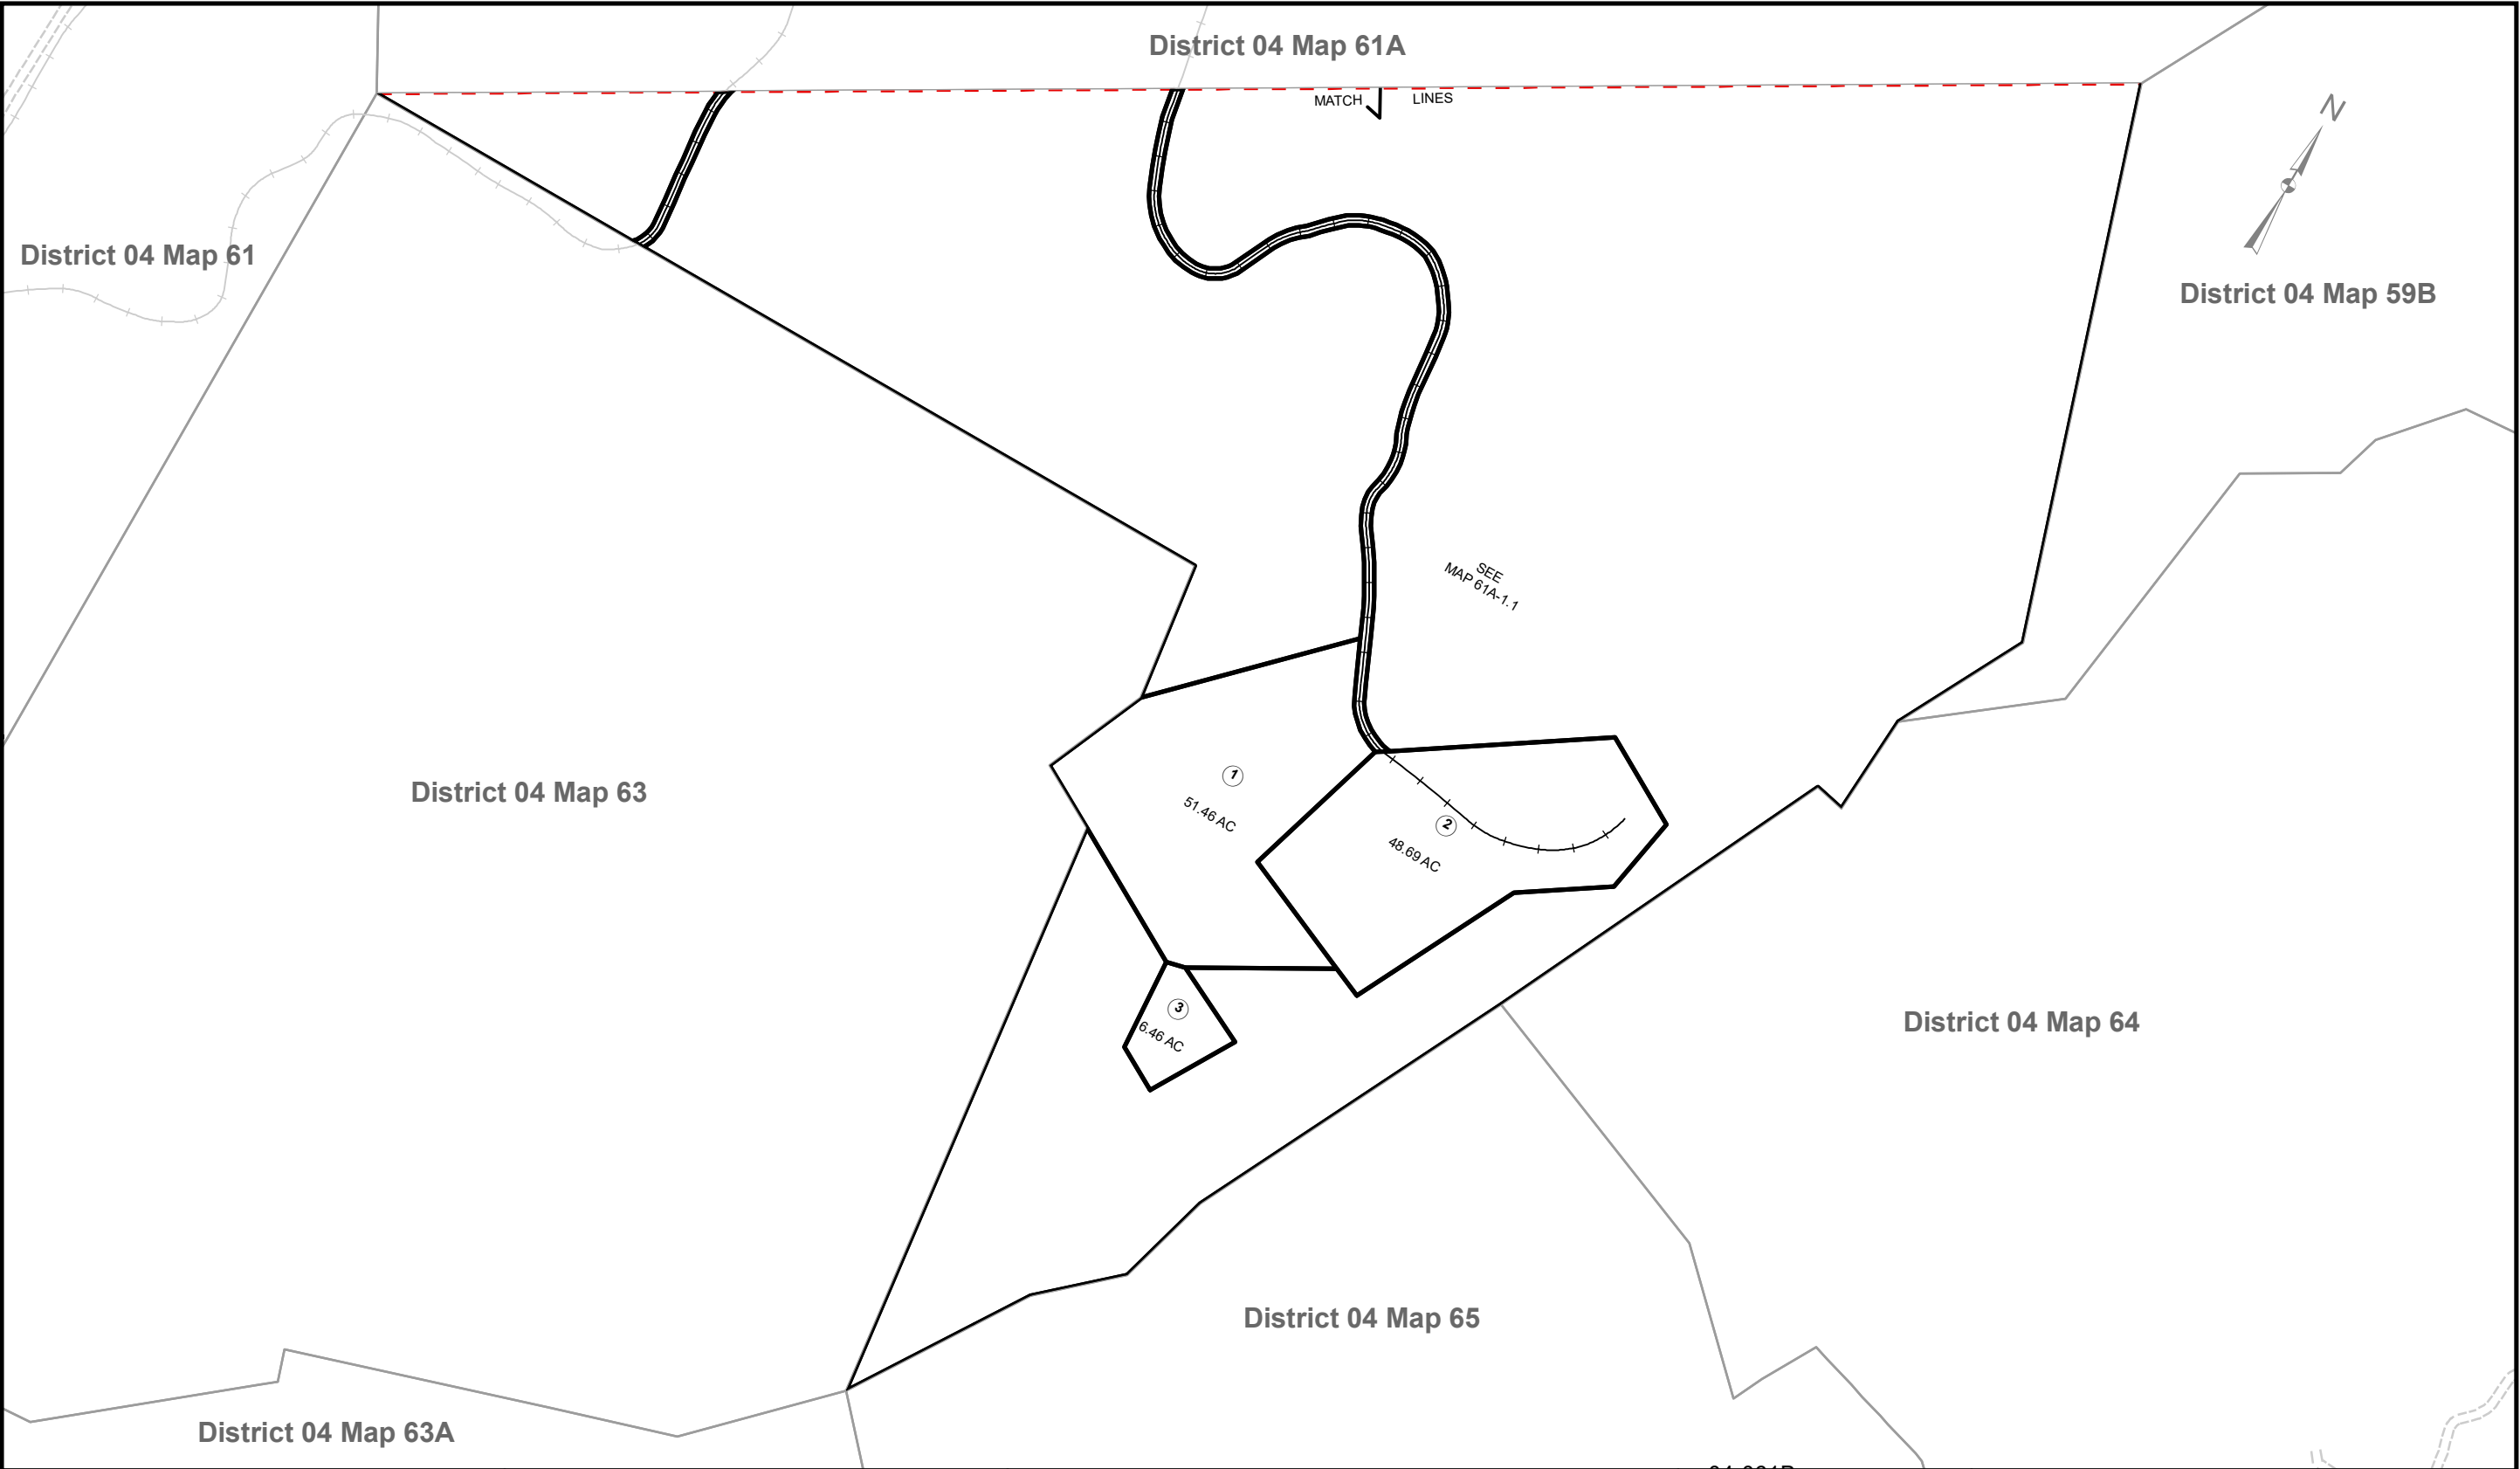 District 04 Map 61A
MATCH LINES
N
District 04 Map 61
District 04 Map 59B
SEE
MAP 61A-1.1
1
51.46 AC
District 04 Map 63
2
48.69 AC
3
6.46 AC
District 04 Map 64
District 04 Map 65
District 04 Map 63A